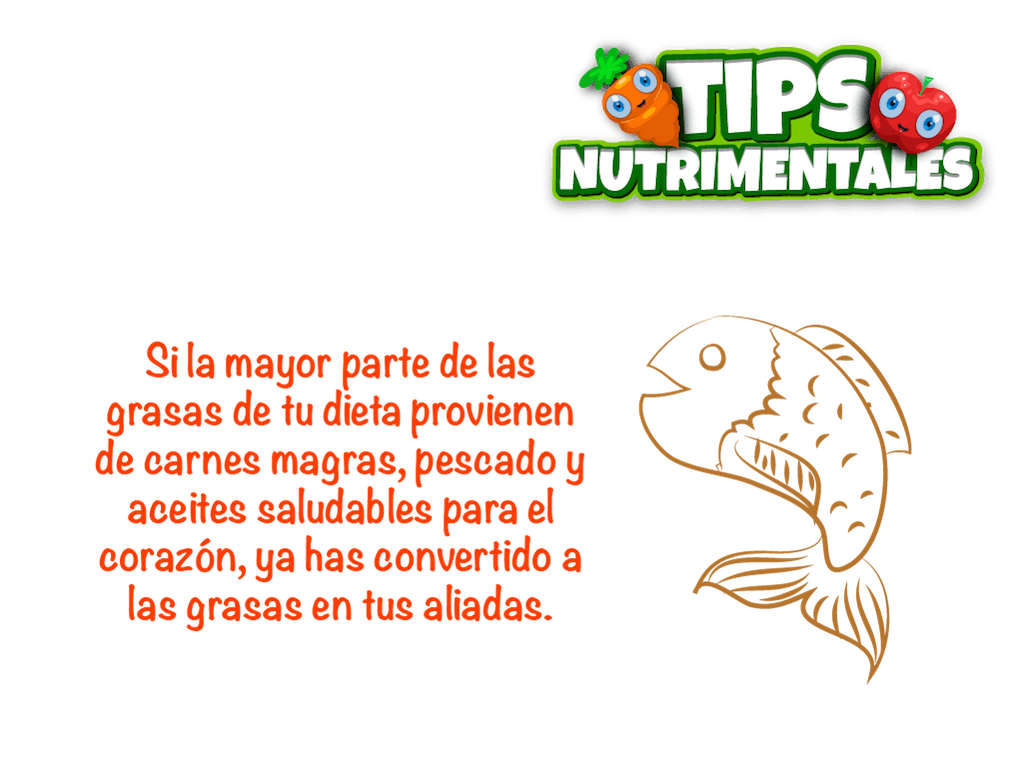 TIPS
NUTRIMENTALES
Si la mayor parte de las
grasas de tu dieta provienen
de carnes magras, pescado y
aceites saludables para el
corazón, ya has convertido a
las grasas en tus aliadas.